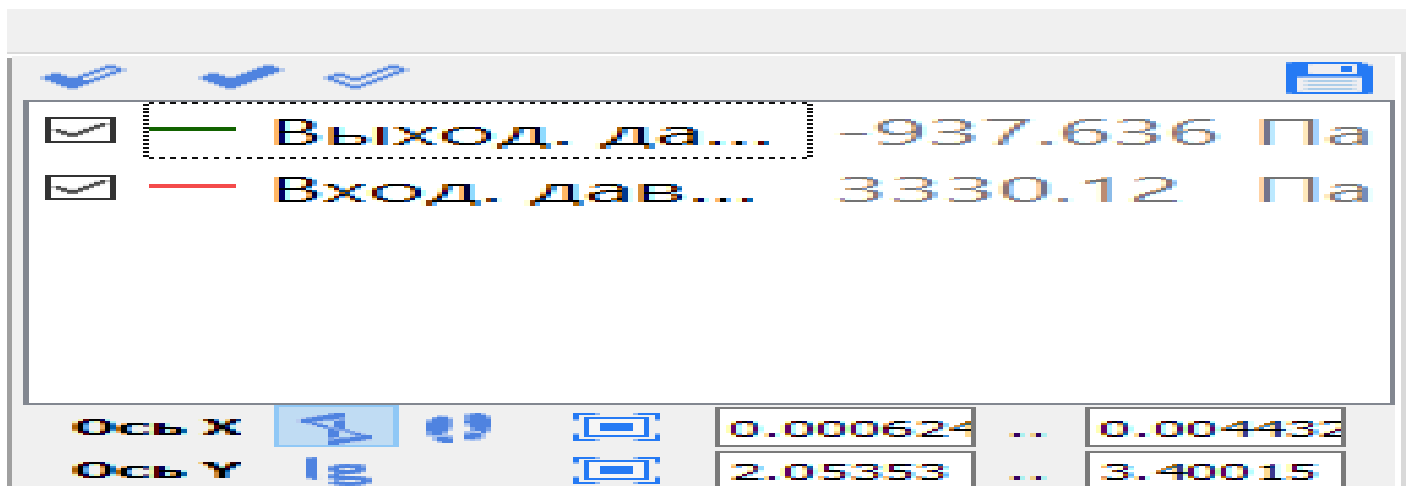 Выход. да... -937.636 Па
Вход. дав... 3330.12 Па
Ось X 0.000624 .. 0.004432
Ось Y lg 2.05353 .. 3.40015